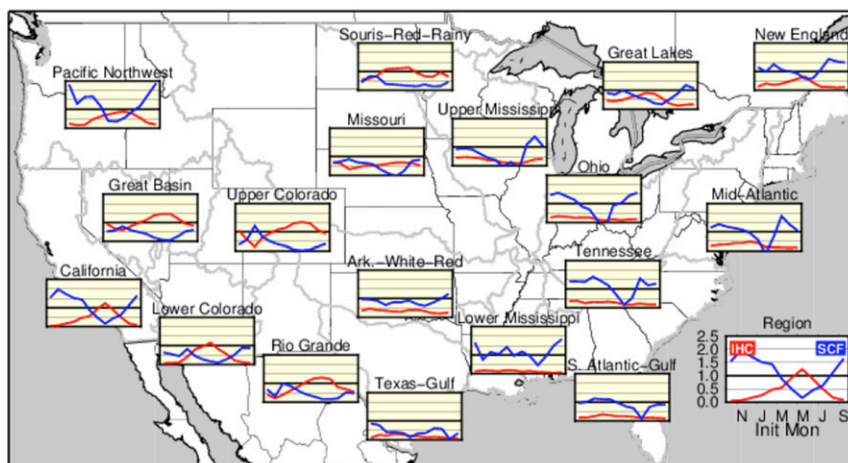 New England
Souris-Red-Rainy
Great Lakes
Pacific Northwest
Upper Mississippi
Missouri
Ohio
Great Basin
Upper Colorado
Mid-Atlantic
Tennessee
Ark.-White-Red
California
Lower Colorado
Lower Mississippi
Region
2.5
IHC
SCF
2.0
1.5
1.0
0.5
0.0
N J M M J S
Init Mon
Rio Grande
S. Atlantic-Gulf
Texas-Gulf